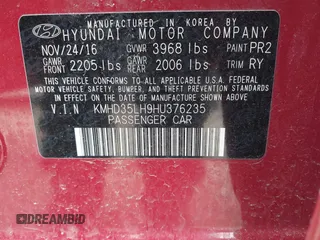 MANUFACTURED IN KOREA BY
HYUNDAI MOTOR COMPANY
NOV/24/16 GVWR 3968 lbs PAINT PR2
GAWR FRONT 2205 lbs GAWR REAR 2006 lbs TRIM RY
THIS VEHICLE CONFORMS TO ALL APPLICABLE
U.S. FEDERAL MOTOR VEHICLE SAFETY,
BUMPER, AND THEFT PREVENTION STANDARDS
IN EFFECT ON THE DATE OF MANUFACTURE
SHOWN ABOVE.
V.I.N KMHD35LH9HU376235
PASSENGER CAR
DREAMBID